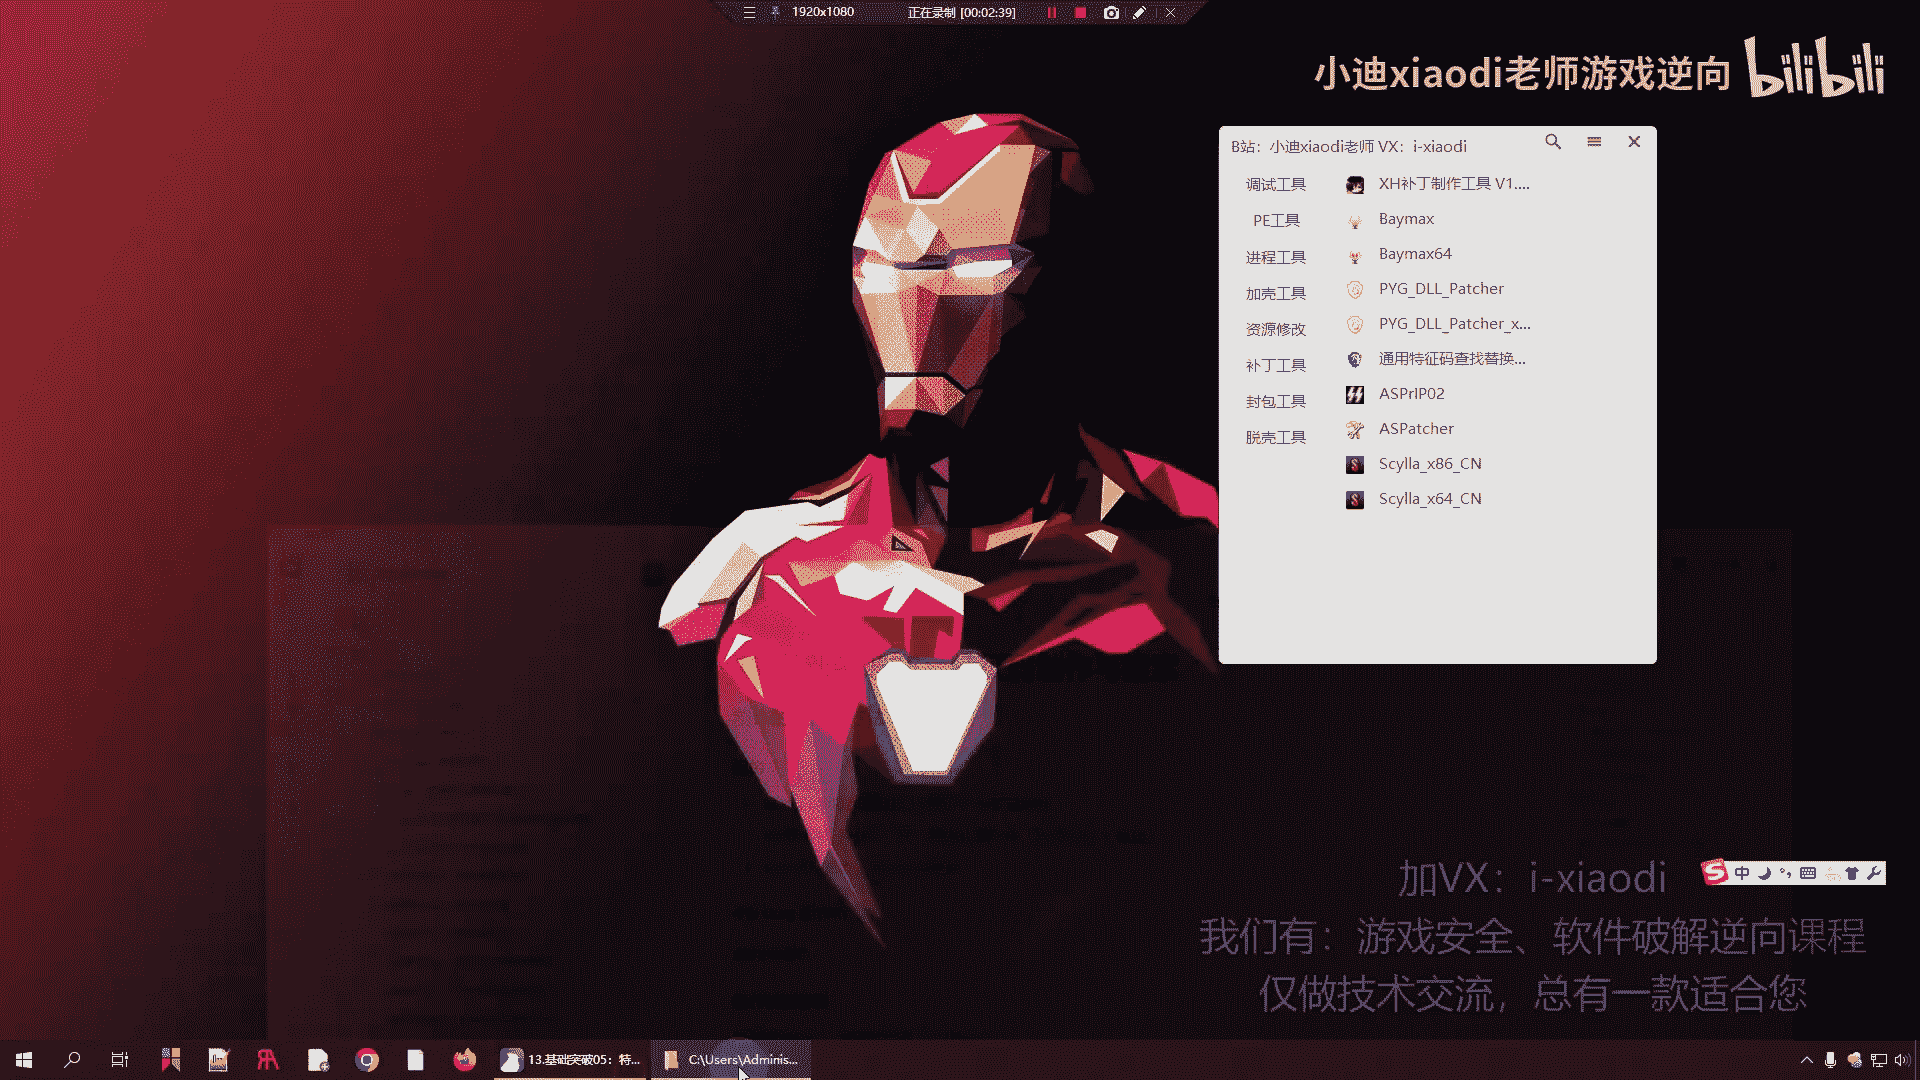 1920x1080
正在录制 [00:02:39]
小迪xiaodi老师游戏逆向 bilibili
B站：小迪xiaodi老师 VX：i-xiaodi
调试工具
PE工具
进程工具
加壳工具
资源修改
补丁工具
封包工具
脱壳工具
XH补丁制作工具 V1....
Baymax
Baymax64
PYG_DLL_Patcher
PYG_DLL_Patcher_x...
通用特征码查找替换...
ASPrIP02
ASPatcher
Scylla_x86_CN
Scylla_x64_CN
加VX：i-xiaodi
中
我们有：游戏安全、软件破解逆向课程
仅做技术交流，总有一款适合您
13.基础突破05：特...
C:\Users\Adminis...